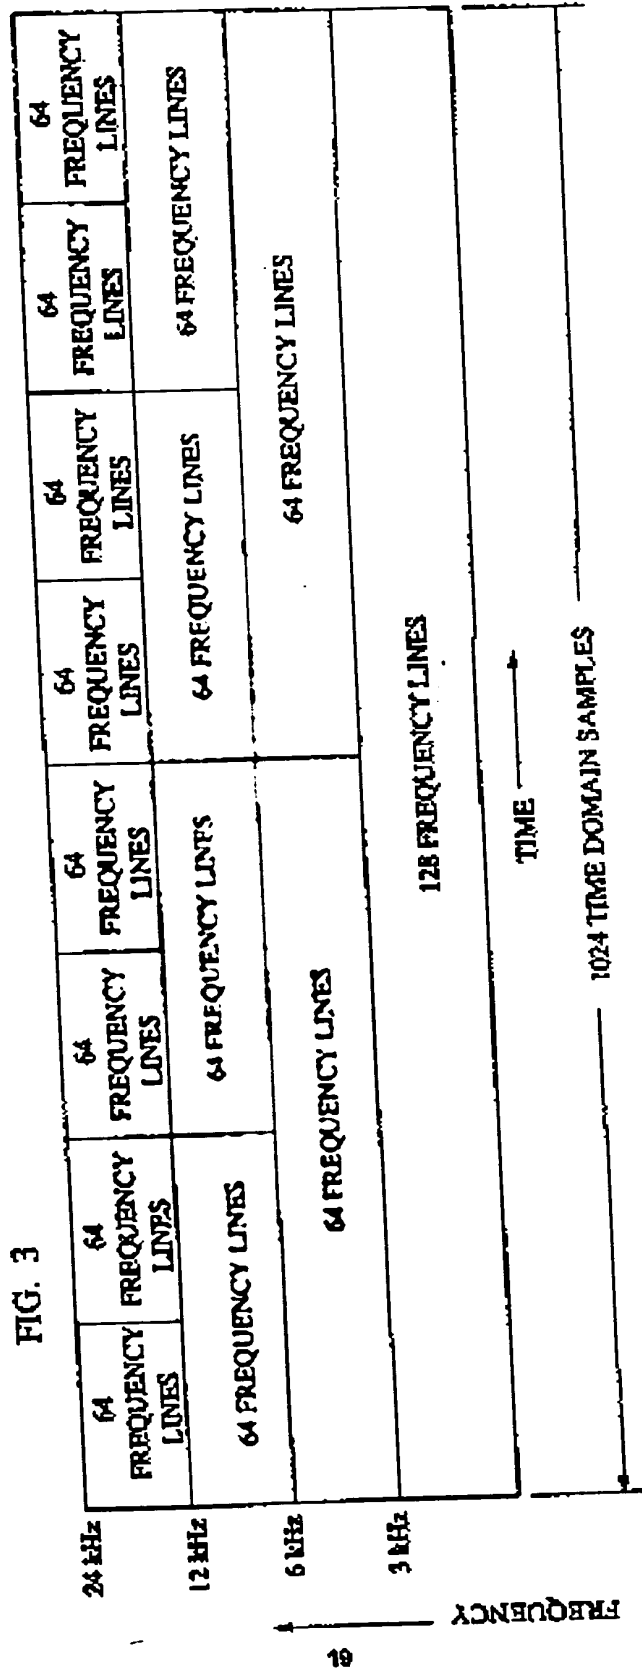 FIG. 3
24 kHz
64
FREQUENCY
LINES
64
FREQUENCY
LINES
64
FREQUENCY
LINES
64
FREQUENCY
LINES
64
FREQUENCY
LINES
64
FREQUENCY
LINES
64
FREQUENCY
LINES
64
FREQUENCY
LINES
12 kHz
64 FREQUENCY LINES
64 FREQUENCY LINES
64 FREQUENCY LINES
64 FREQUENCY LINES
6 kHz
64 FREQUENCY LINES
64 FREQUENCY LINES
3 kHz
128 FREQUENCY LINES
FREQUENCY
TIME
1024 TIME DOMAIN SAMPLES
19